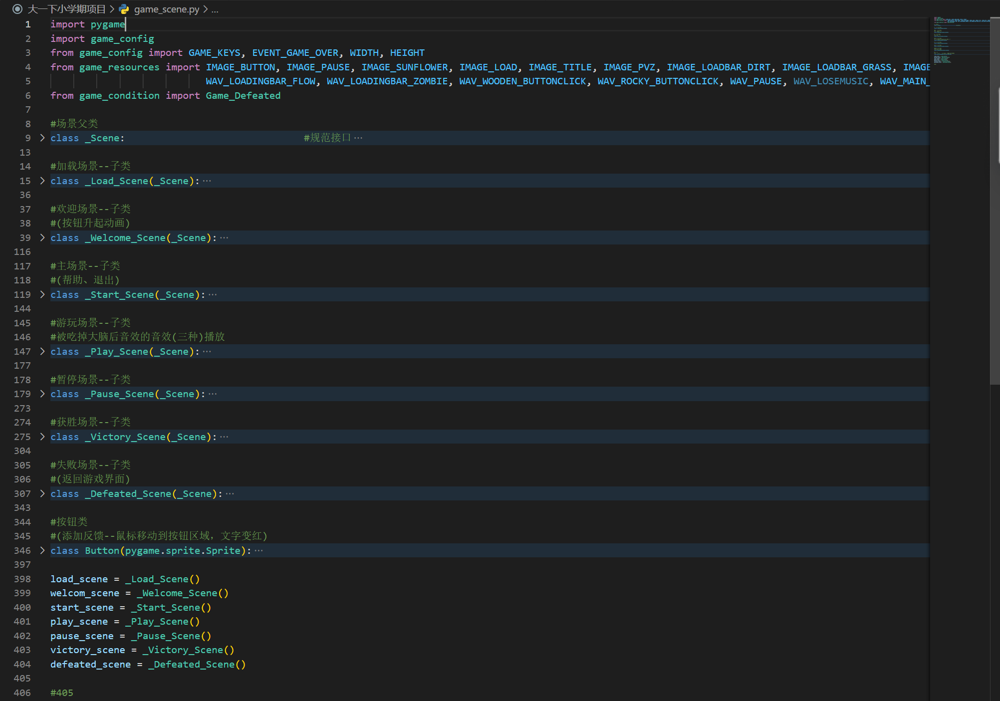 大一下小学期项目 > game_scene.py > ...
1 import pygame
2 import game_config
3 from game_config import GAME_KEYS, EVENT_GAME_OVER, WIDTH, HEIGHT
4 from game_resources import IMAGE_BUTTON, IMAGE_PAUSE, IMAGE_SUNFLOWER, IMAGE_LOAD, IMAGE_TITLE, IMAGE_PVZ, IMAGE_LOADBAR_DIRT, IMAGE_LOADBAR_GRASS, IMAGE
5 WAV_LOADINGBAR_FLOW, WAV_LOADINGBAR_ZOMBIE, WAV_WOODEN_BUTTONCLICK, WAV_ROCKY_BUTTONCLICK, WAV_PAUSE, WAV_LOSEMUSIC, WAV_MAIN_
6 from game_condition import Game_Defeated
7
8 #场景父类
9 class _Scene: #规范接口···
13
14 #加载场景--子类
15 class _Load_Scene(_Scene):···
36
37 #欢迎场景--子类
38 #(按钮升起动画)
39 class _Welcome_Scene(_Scene):···
116
117 #主场景--子类
118 #(帮助、退出)
119 class _Start_Scene(_Scene):···
144
145 #游玩场景--子类
146 #被吃掉大脑后音效的音效(三种)播放
147 class _Play_Scene(_Scene):···
177
178 #暂停场景--子类
179 class _Pause_Scene(_Scene):···
273
274 #获胜场景--子类
275 class _Victory_Scene(_Scene):···
304
305 #失败场景--子类
306 #(返回游戏界面)
307 class _Defeated_Scene(_Scene):···
343
344 #按钮类
345 #(添加反馈--鼠标移动到按钮区域，文字变红)
346 class Button(pygame.sprite.Sprite):···
397
398 load_scene = _Load_Scene()
399 welcom_scene = _Welcome_Scene()
400 start_scene = _Start_Scene()
401 play_scene = _Play_Scene()
402 pause_scene = _Pause_Scene()
403 victory_scene = _Victory_Scene()
404 defeated_scene = _Defeated_Scene()
405
406 #405